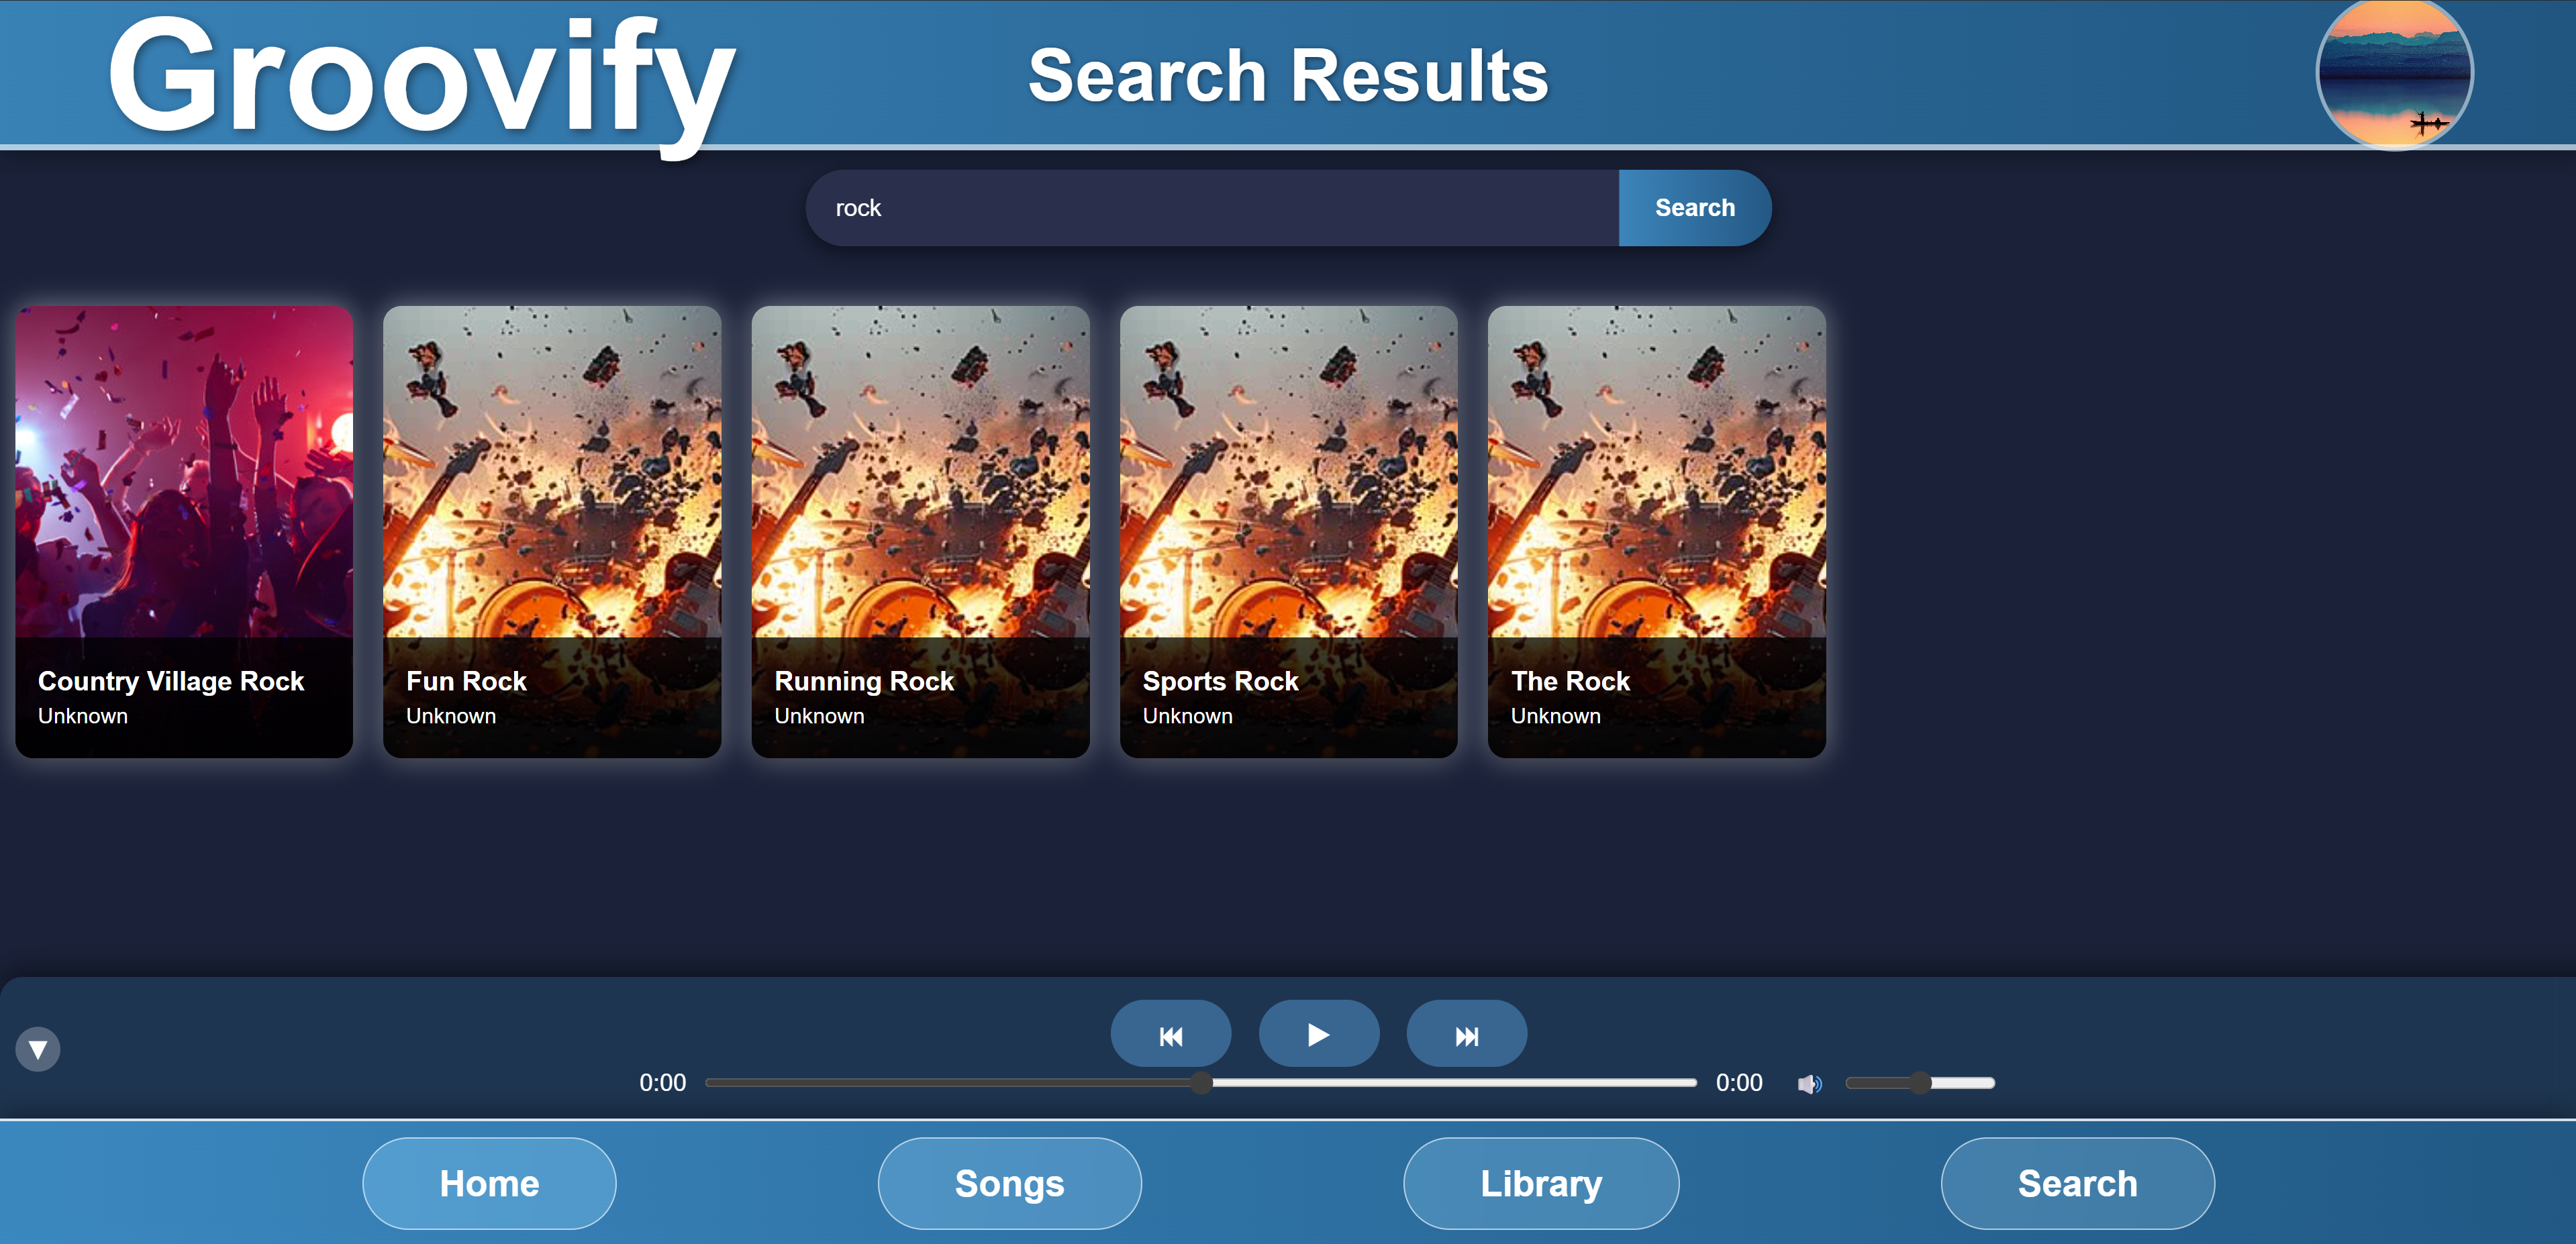 Groovify
Search Results
rock
Search
Country Village Rock
Unknown
Fun Rock
Unknown
Running Rock
Unknown
Sports Rock
Unknown
The Rock
Unknown
0:00
0:00
Home
Songs
Library
Search